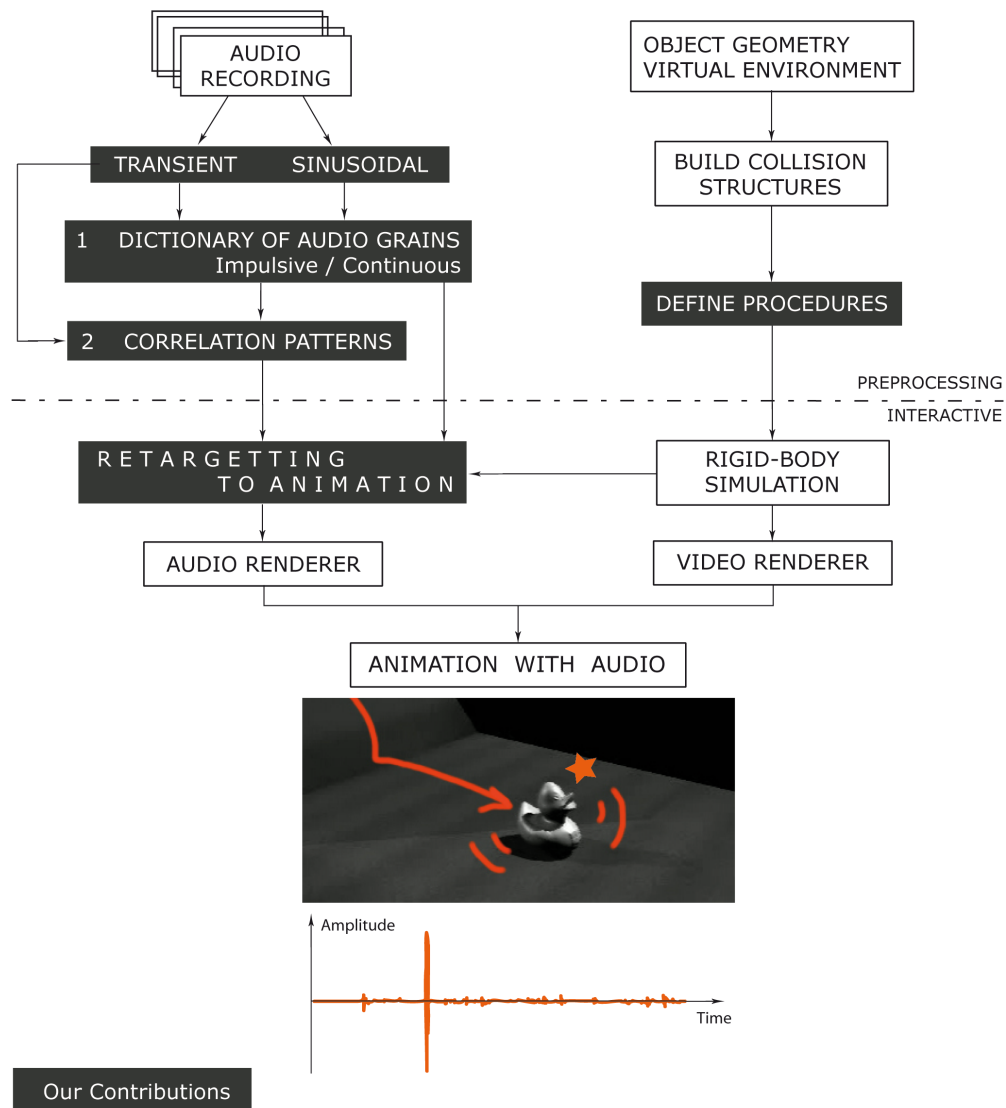 AUDIO
RECORDING
OBJECT GEOMETRY
VIRTUAL ENVIRONMENT
TRANSIENT SINUSOIDAL
BUILD COLLISION
STRUCTURES
1 DICTIONARY OF AUDIO GRAINS
Impulsive / Continuous
DEFINE PROCEDURES
2 CORRELATION PATTERNS
PREPROCESSING
INTERACTIVE
RETARGETTING
TO ANIMATION
RIGID-BODY
SIMULATION
AUDIO RENDERER
VIDEO RENDERER
ANIMATION WITH AUDIO
Amplitude
Time
Our Contributions